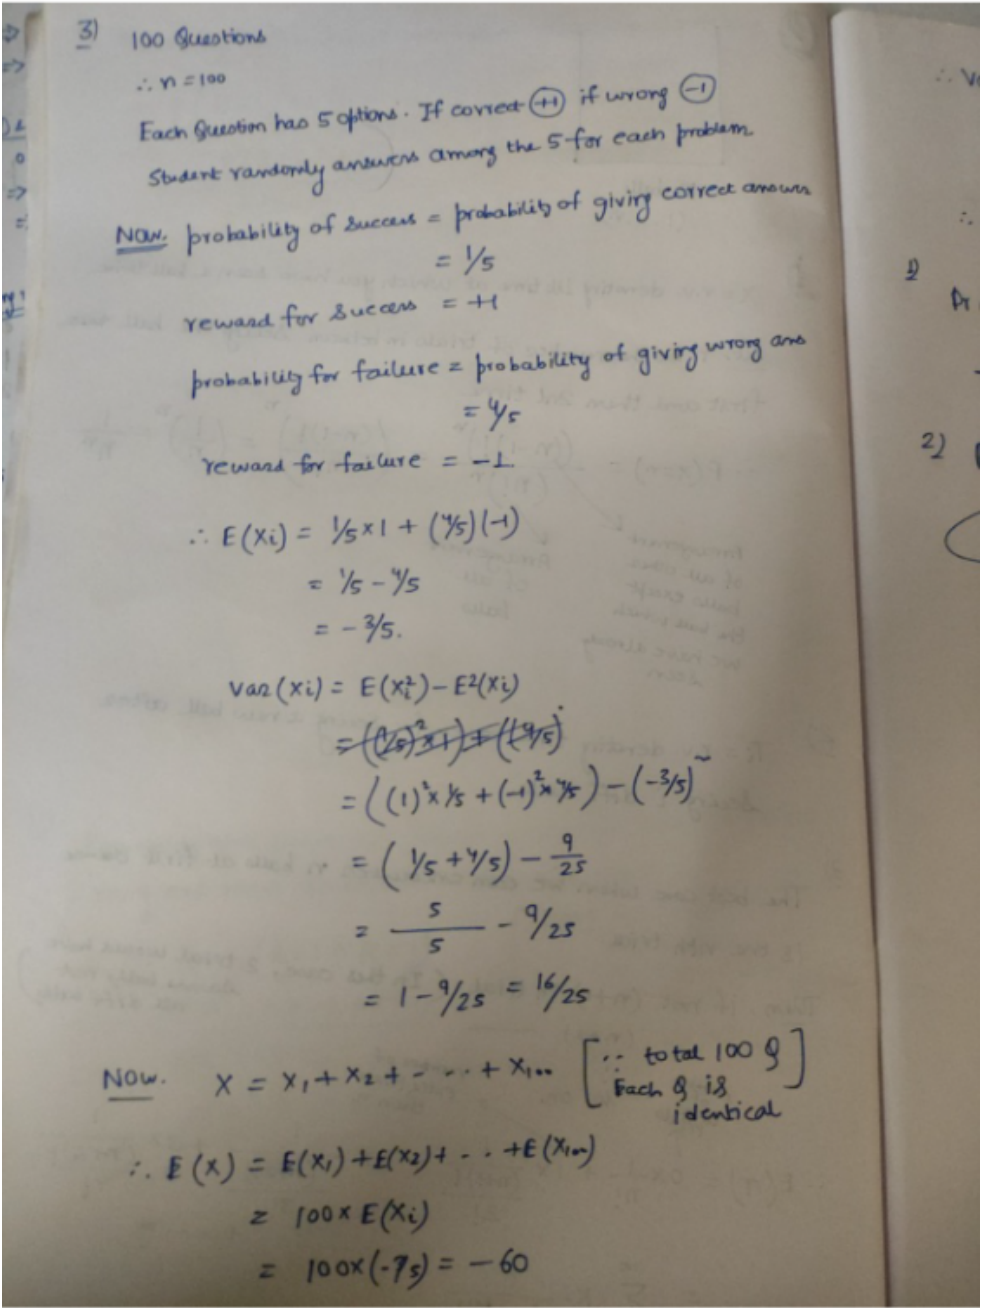 3) 100 Questions
∴ n = 100
Each Question has 5 options. If correct (+1) if wrong (-1)
Student randomly answers among the 5 for each problem
Now. probability of success = probability of giving correct answer
= 1/5
reward for success = +1
probability for failure = probability of giving wrong ans
= 4/5
reward for failure = -1
∴ E(Xi) = 1/5 x 1 + (4/5)(-1)
= 1/5 - 4/5
= - 3/5.
Var(Xi) = E(Xi²) - E²(Xi)
= ((1)² x 1/5 + (-1)² x 4/5) - (-3/5)²
= (1/5 + 4/5) - 9/25
= 5/5 - 9/25
= 1 - 9/25 = 16/25
Now. X = X1 + X2 + - - - + X100 [∵ total 100 Q
Each Q is
identical]
∴ E(X) = E(X1) + E(X2) + - - + E(X100)
= 100 x E(Xi)
= 100x(-3/5) = -60
2)